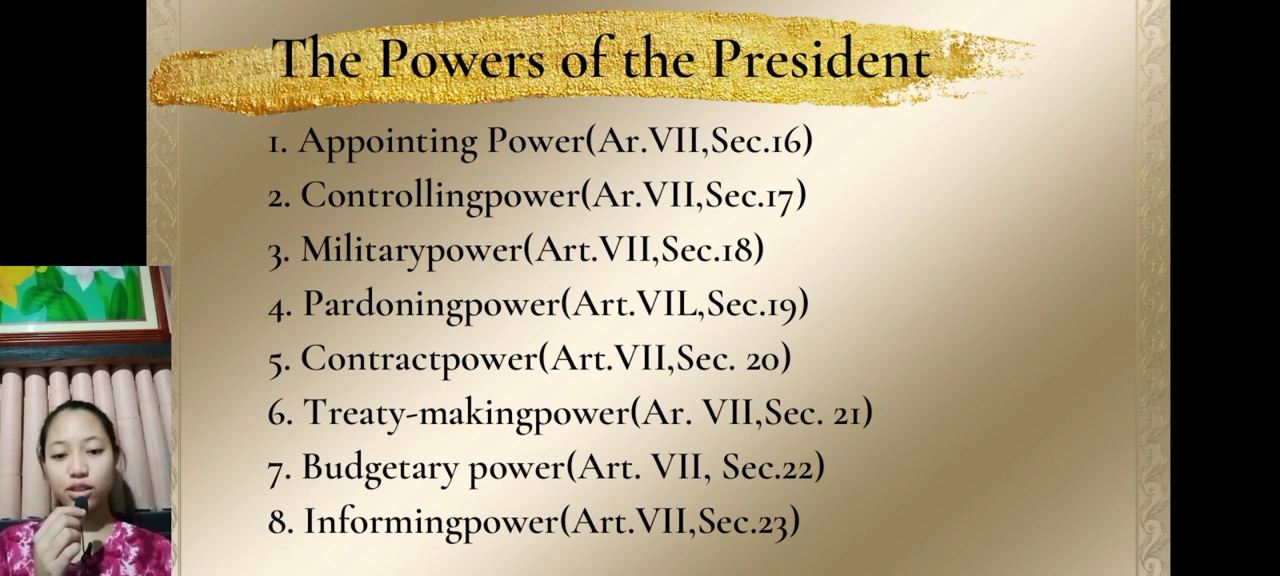 The Powers of the President
1. Appointing Power(Ar.VII,Sec.16)
2. Controllingpower(Ar.VII,Sec.17)
3. Militarypower(Art.VII,Sec.18)
4. Pardoningpower(Art.VIL,Sec.19)
5. Contractpower(Art.VII,Sec. 20)
6. Treaty-makingpower(Ar. VII,Sec. 21)
7. Budgetary power(Art. VII, Sec.22)
8. Informingpower(Art.VII,Sec.23)